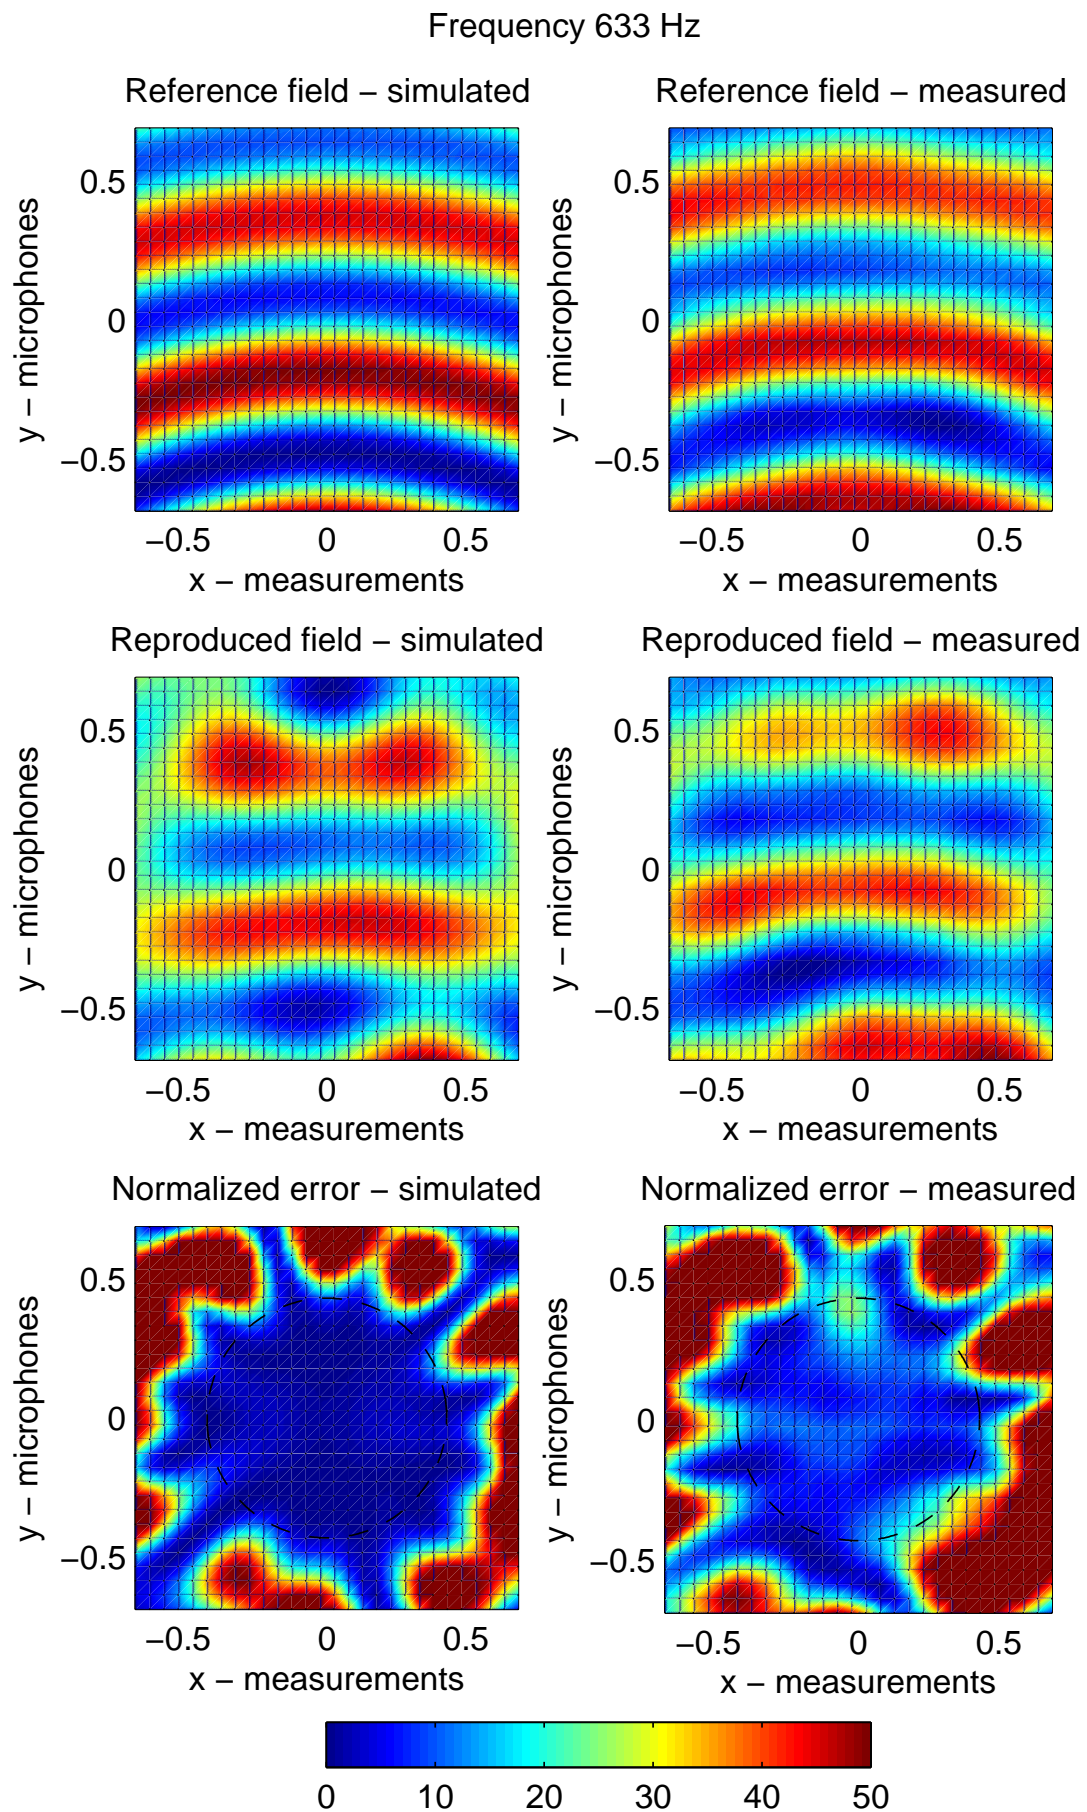 Frequency 633 Hz
Reference field – simulated
Reference field – measured
y – microphones
0.5
0
−0.5
−0.5 0 0.5
x – measurements
y – microphones
0.5
0
−0.5
−0.5 0 0.5
x – measurements
Reproduced field – simulated
Reproduced field – measured
y – microphones
0.5
0
−0.5
−0.5 0 0.5
x – measurements
y – microphones
0.5
0
−0.5
−0.5 0 0.5
x – measurements
Normalized error – simulated
Normalized error – measured
y – microphones
0.5
0
−0.5
−0.5 0 0.5
x – measurements
y – microphones
0.5
0
−0.5
−0.5 0 0.5
x – measurements
0 10 20 30 40 50